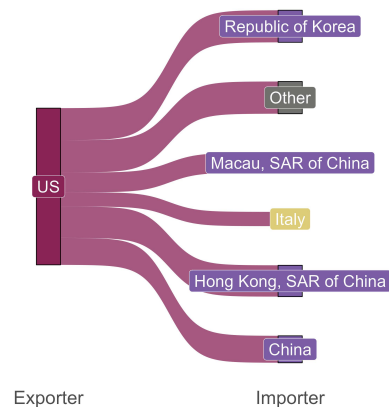 Republic of Korea
Other
Macau, SAR of China
US
Italy
Hong Kong, SAR of China
China
Exporter
Importer